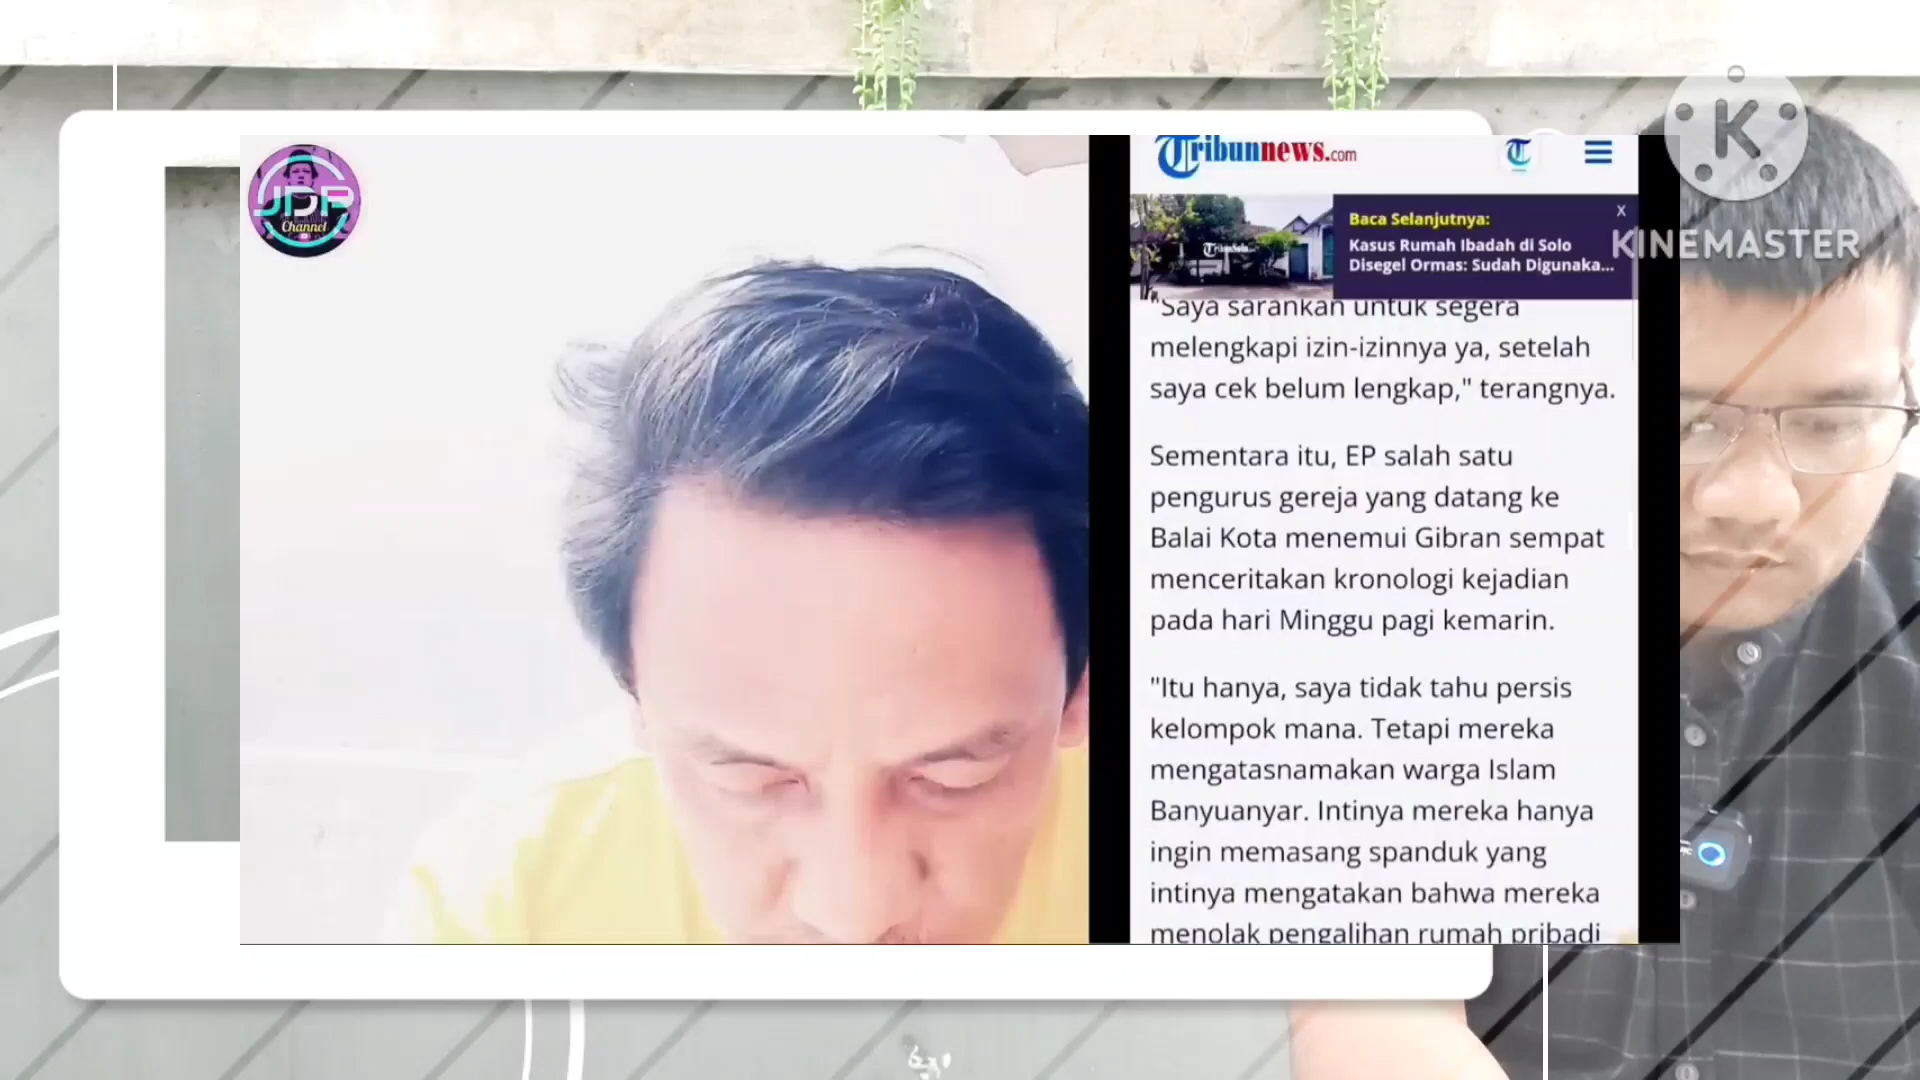 JDR
Channel
Tribunnews.com
T
Baca Selanjutnya:
X
Kasus Rumah Ibadah di Solo
Disegel Ormas: Sudah Digunaka...
TribunSolo
"Saya sarankan untuk segera
melengkapi izin-izinnya ya, setelah
saya cek belum lengkap," terangnya.
Sementara itu, EP salah satu
pengurus gereja yang datang ke
Balai Kota menemui Gibran sempat
menceritakan kronologi kejadian
pada hari Minggu pagi kemarin.
"Itu hanya, saya tidak tahu persis
kelompok mana. Tetapi mereka
mengatasnamakan warga Islam
Banyuanyar. Intinya mereka hanya
ingin memasang spanduk yang
intinya mengatakan bahwa mereka
menolak pengalihan rumah pribadi
K
KINEMASTER